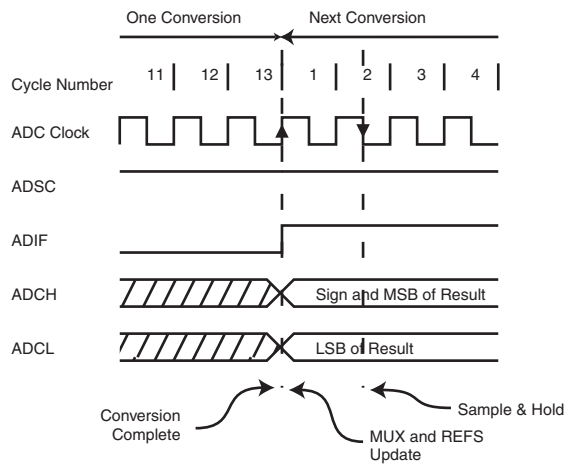 One Conversion Next Conversion
Cycle Number 11 12 13 1 2 3 4
ADC Clock
ADSC
ADIF
ADCH Sign and MSB of Result
ADCL LSB of Result
Conversion
Complete
MUX and REFS
Update
Sample & Hold